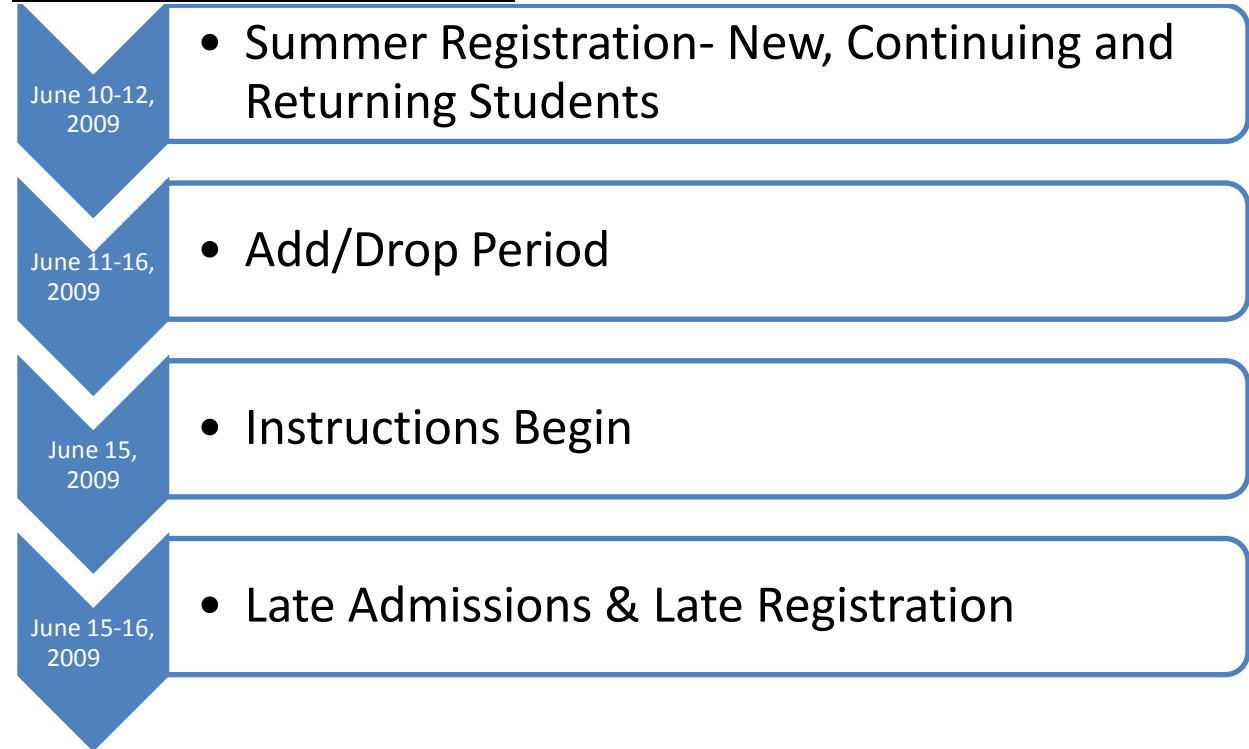 June 10-12,
2009
• Summer Registration- New, Continuing and
Returning Students
June 11-16,
2009
• Add/Drop Period
June 15,
2009
• Instructions Begin
June 15-16,
2009
• Late Admissions & Late Registration